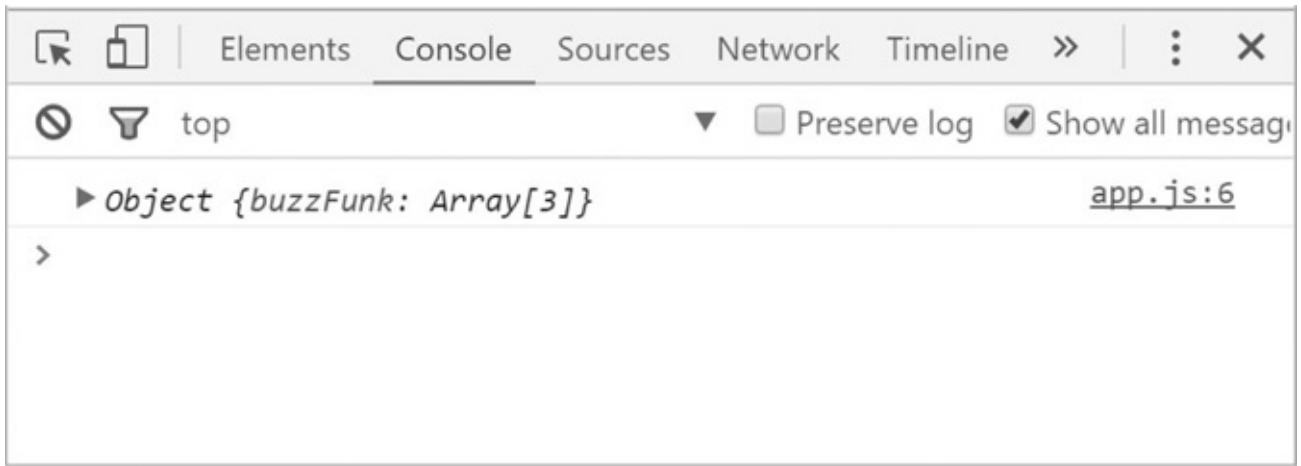 Elements Console Sources Network Timeline »
top ▼ Preserve log Show all messag
▶ Object {buzzFunk: Array[3]} app.js:6
>